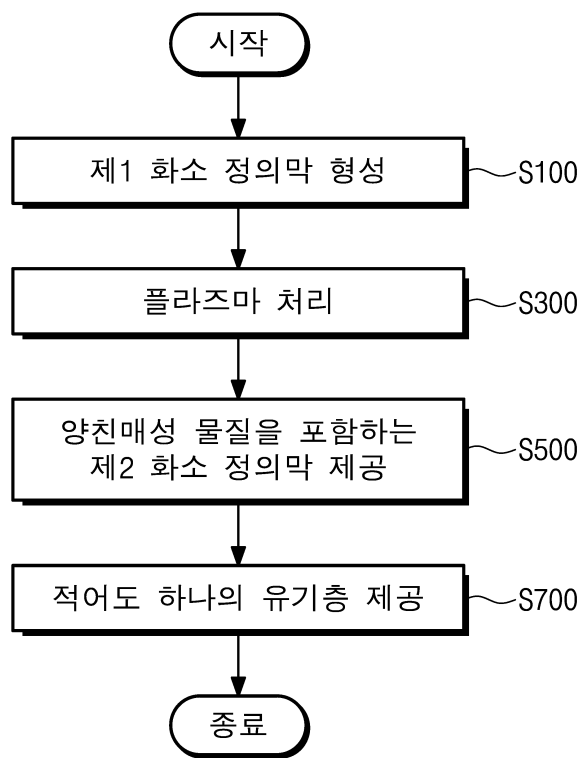 시작
제1 화소 정의막 형성
S100
플라즈마 처리
S300
양친매성 물질을 포함하는
제2 화소 정의막 제공
S500
적어도 하나의 유기층 제공
S700
종료